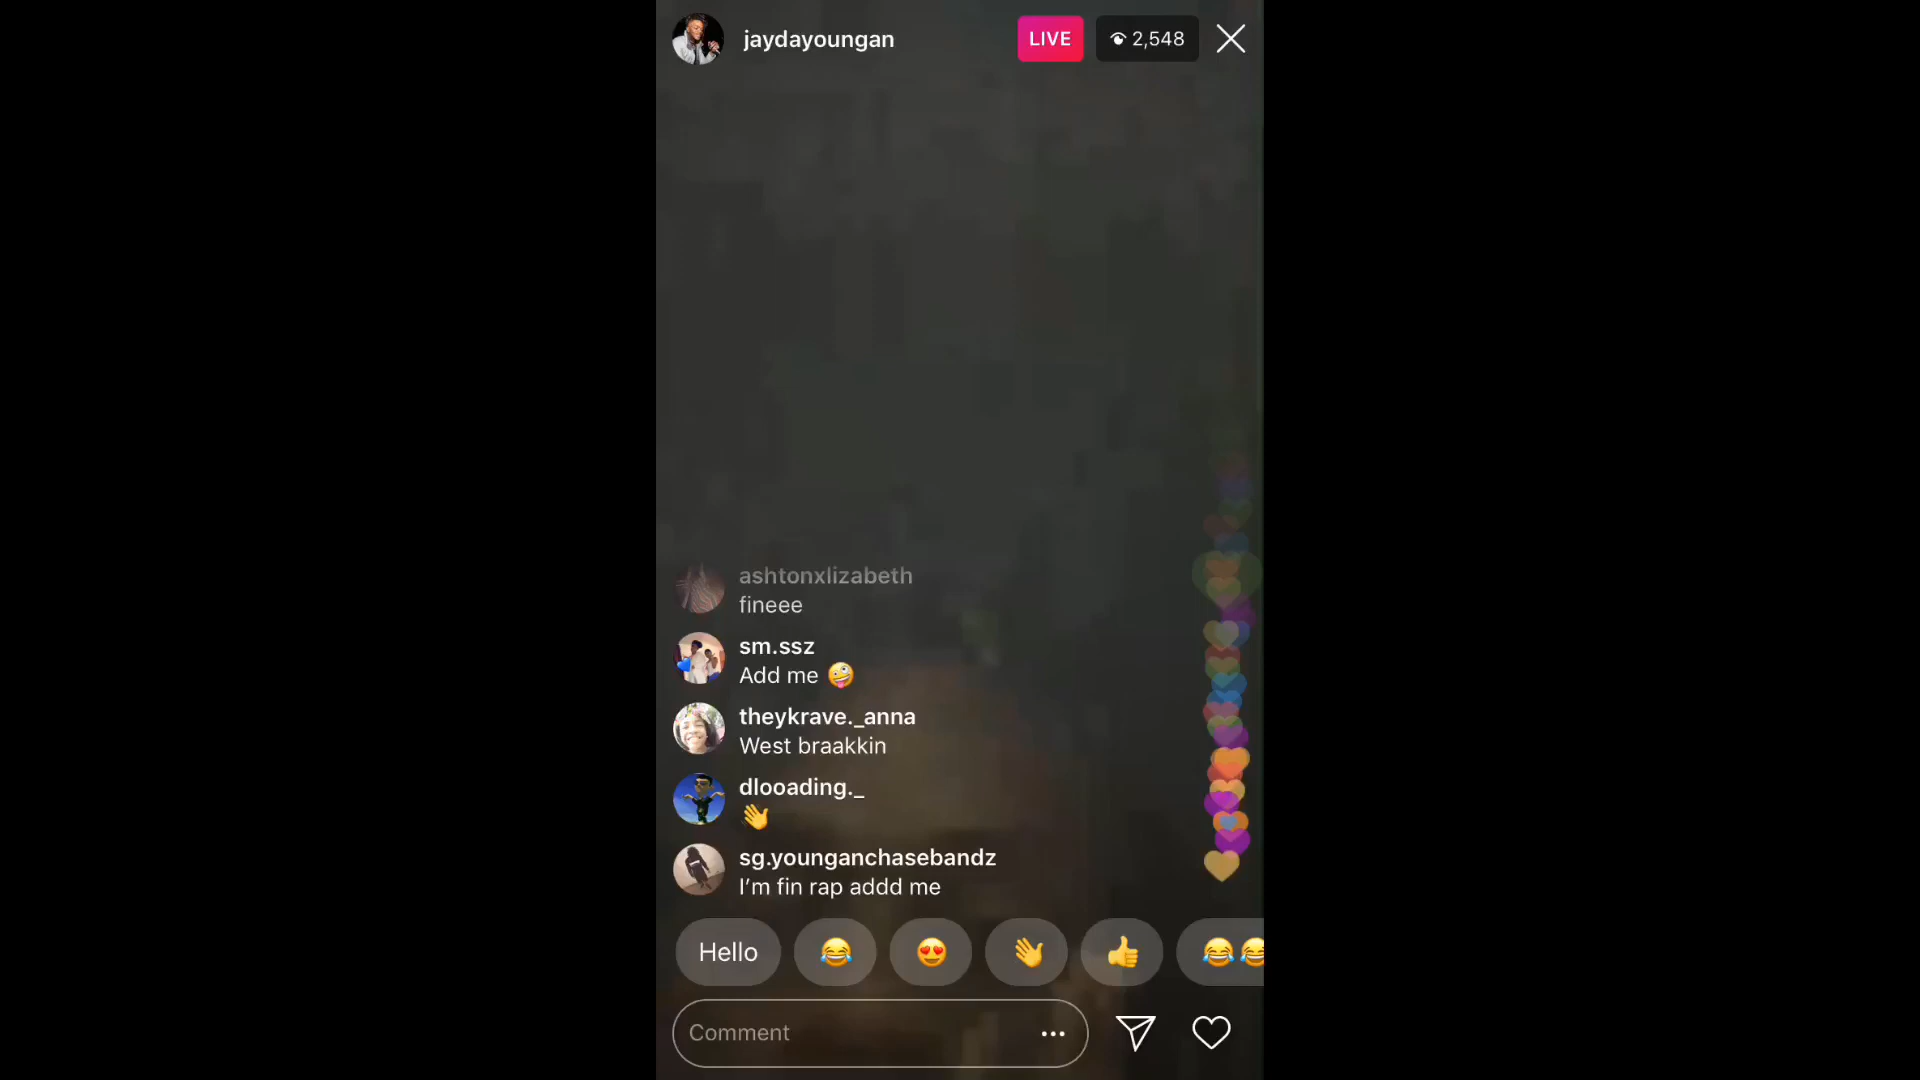 jaydayoungan
LIVE
2,548
ashtonxlizabeth
fineee
sm.ssz
Add me 🤪
theykrave._anna
West braakkin
dlooading._
👋
sg.younganchasebandz
I’m fin rap addd me
Hello 😂 😍 👋 👍 😂😂
Comment